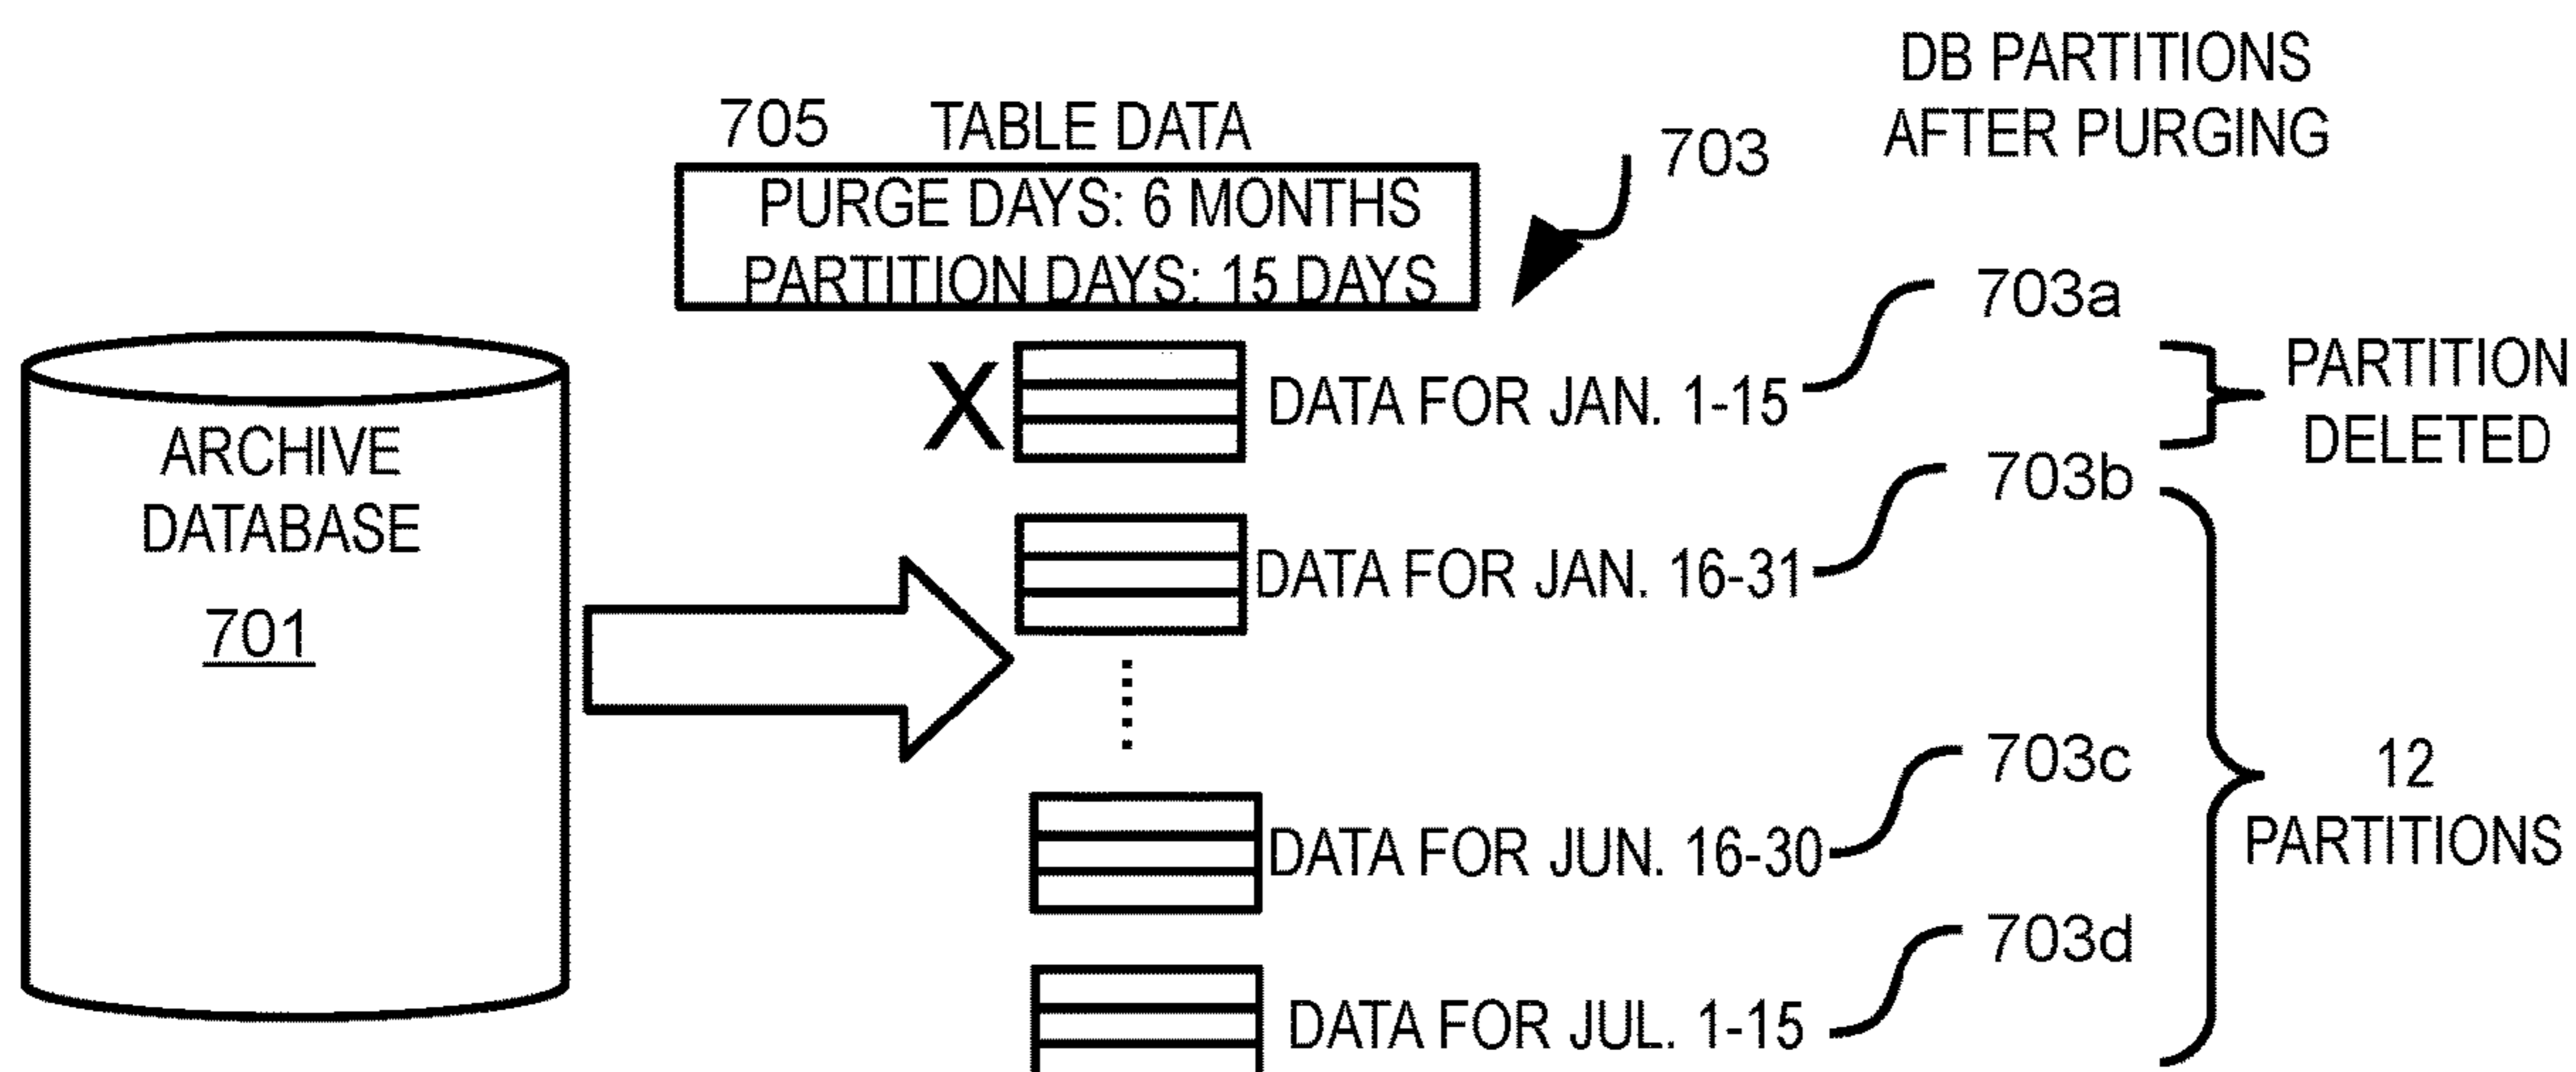 DB PARTITIONS
AFTER PURGING
705 TABLE DATA
703
PURGE DAYS: 6 MONTHS
PARTITION DAYS: 15 DAYS
703a
X DATA FOR JAN. 1-15
PARTITION
DELETED
ARCHIVE
DATABASE
701
703b
DATA FOR JAN. 16-31
703c
DATA FOR JUN. 16-30
12
PARTITIONS
703d
DATA FOR JUL. 1-15